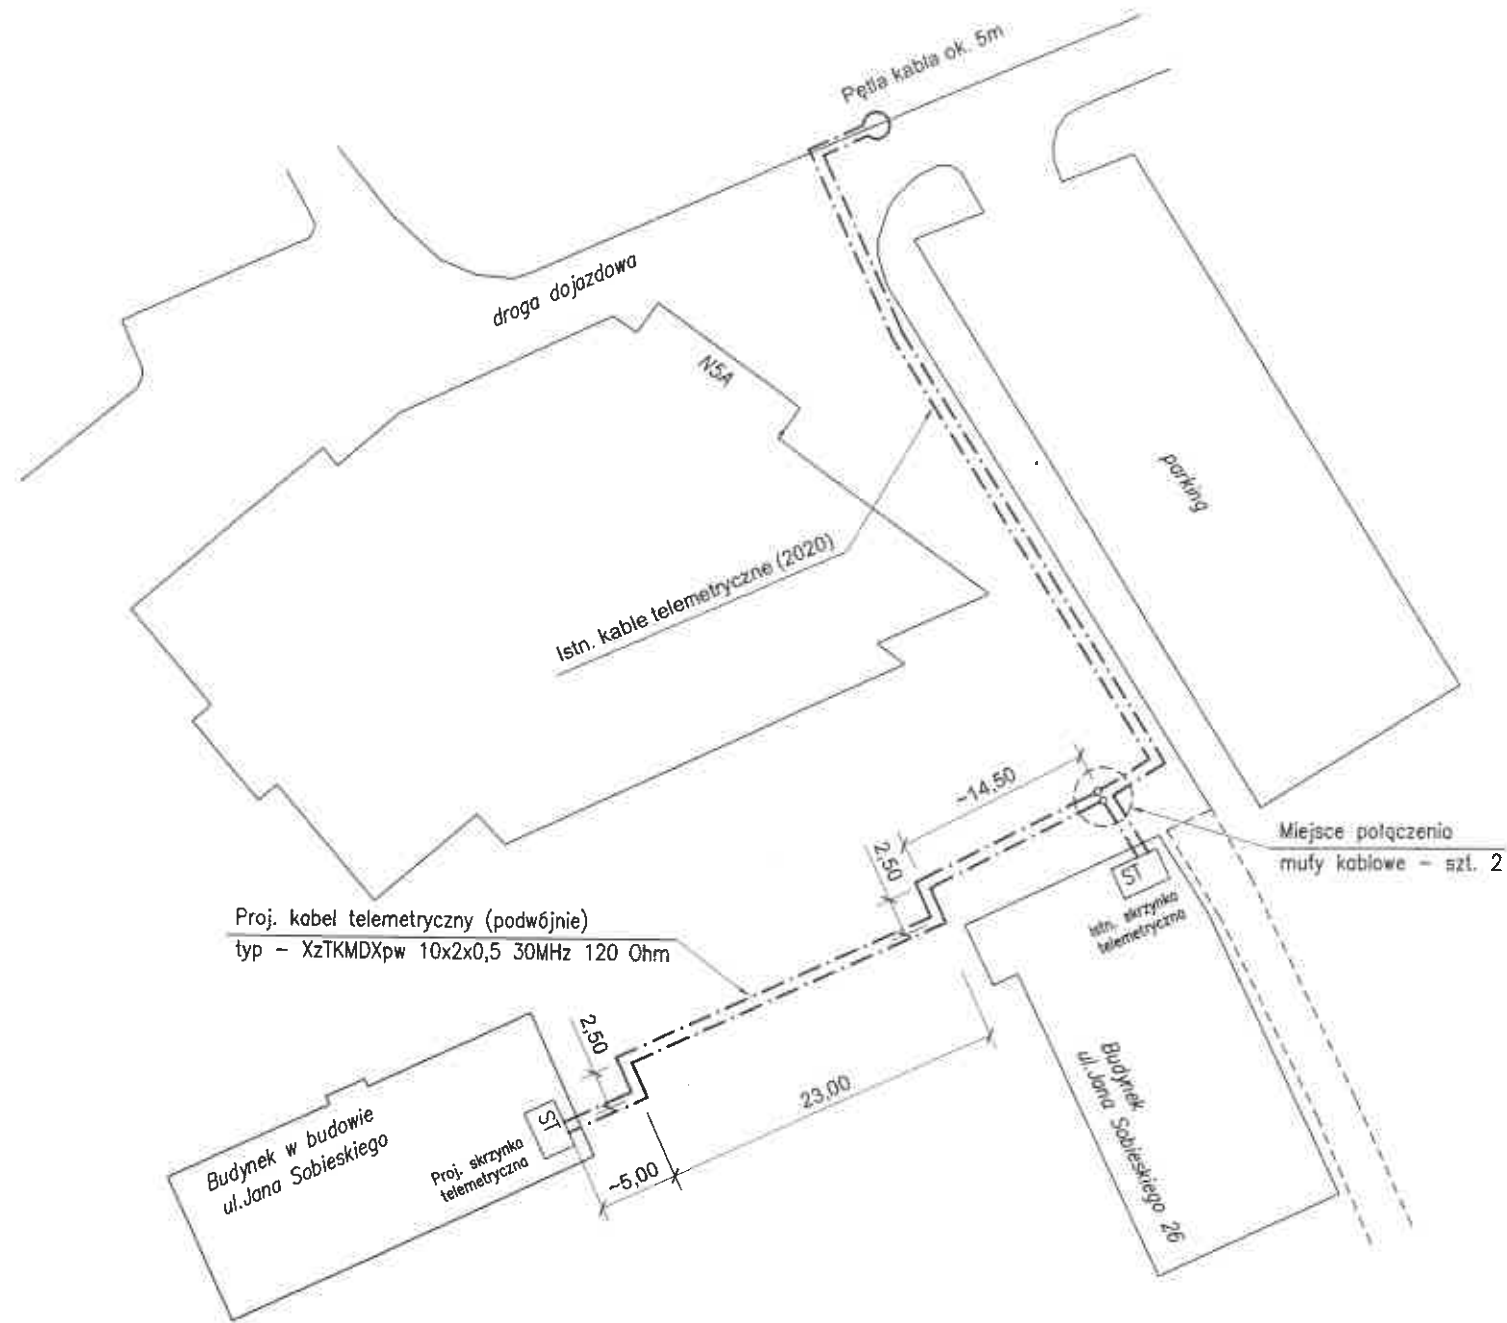 Pętla kabla ok. 5m
droga dojazdowa
N5A
parking
Istn. kable telemetryczne (2020)
~14,50
2,50
Miejsce połączenia
mufy kablowe - szt. 2
ST
Istn. skrzynka
telemetryczna
Proj. kabel telemetryczny (podwójnie)
typ - XzTKMDXpw 10x2x0,5 30MHz 120 Ohm
2,50
23,00
Budynek
ul.Jana Sobieskiego 26
ST
Budynek w budowie
ul.Jana Sobieskiego
Proj. skrzynka
telemetryczna
~5,00